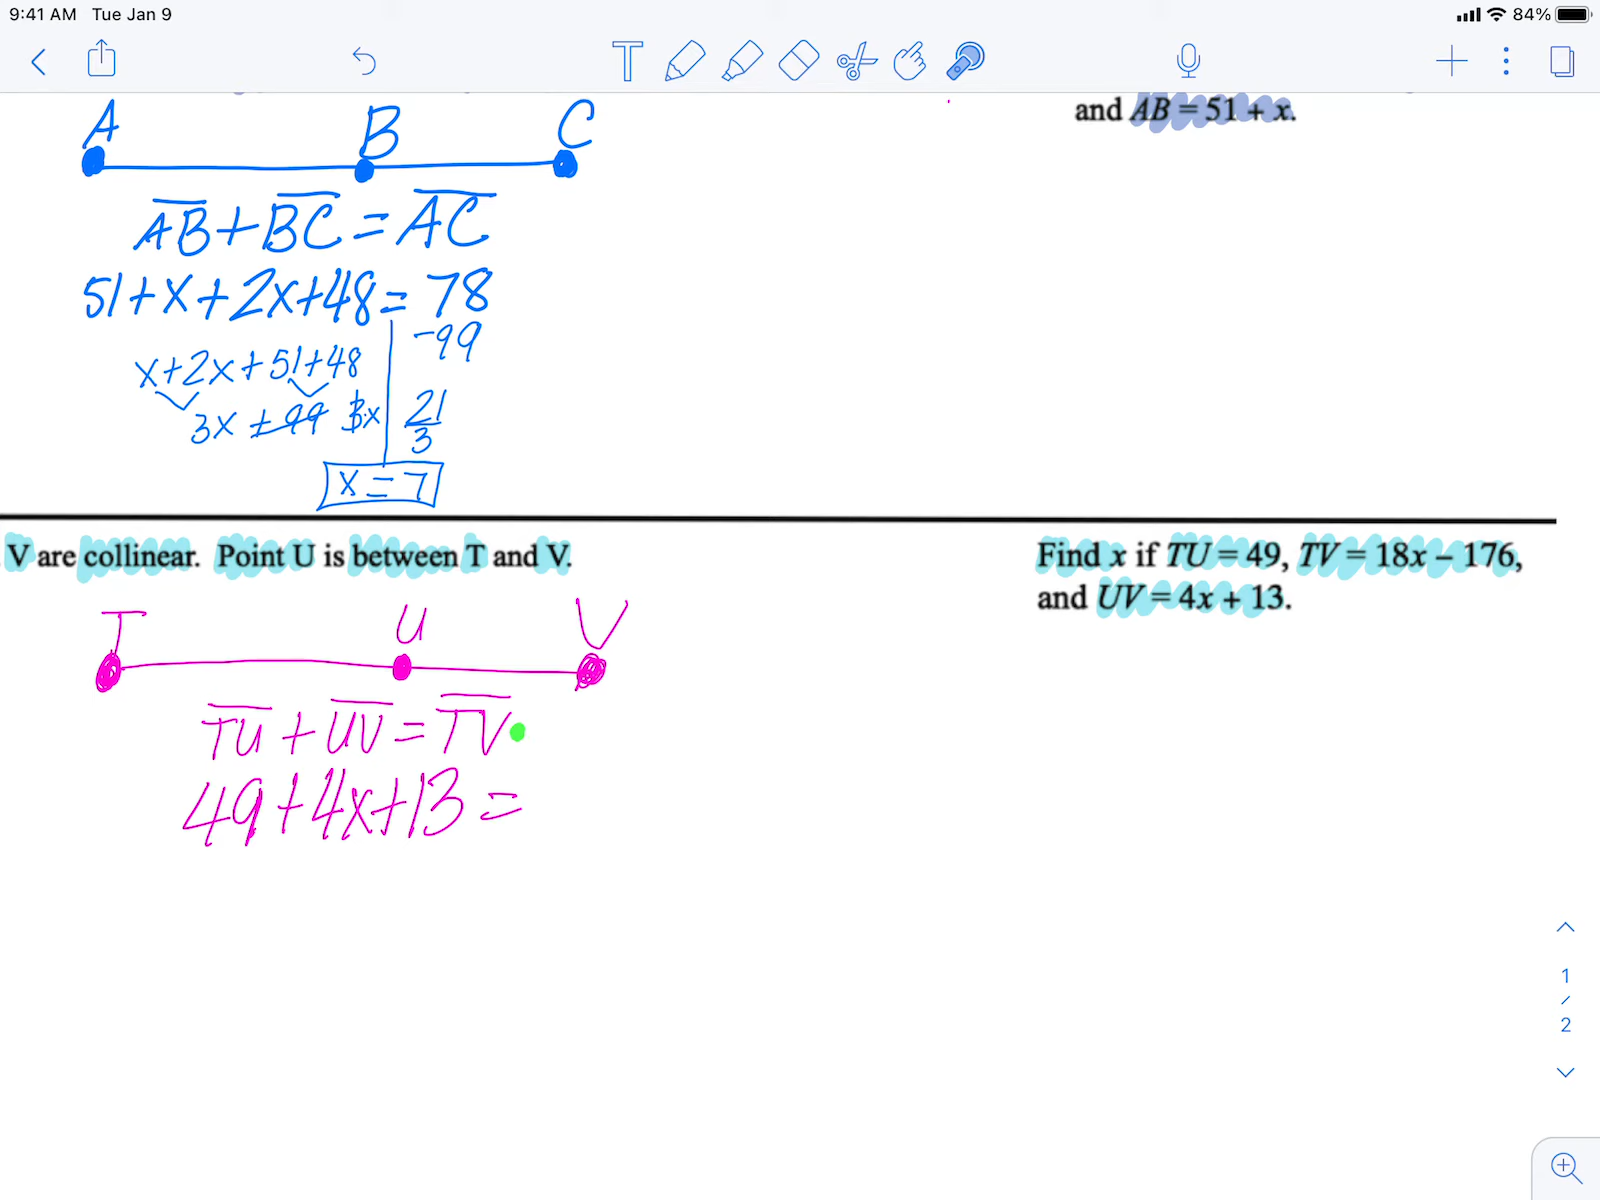 9:41 AM Tue Jan 9
84%
and AB = 51 + x.
A B C
AB + BC = AC
51 + x + 2x + 48 = 78
-99
x + 2x + 51 + 48
3x + 99 3x 21
3
x = 7
V are collinear. Point U is between T and V.
Find x if TU = 49, TV = 18x – 176,
and UV = 4x + 13.
T U V
TU + UV = TV
49 + 4x + 13 =
1
/
2